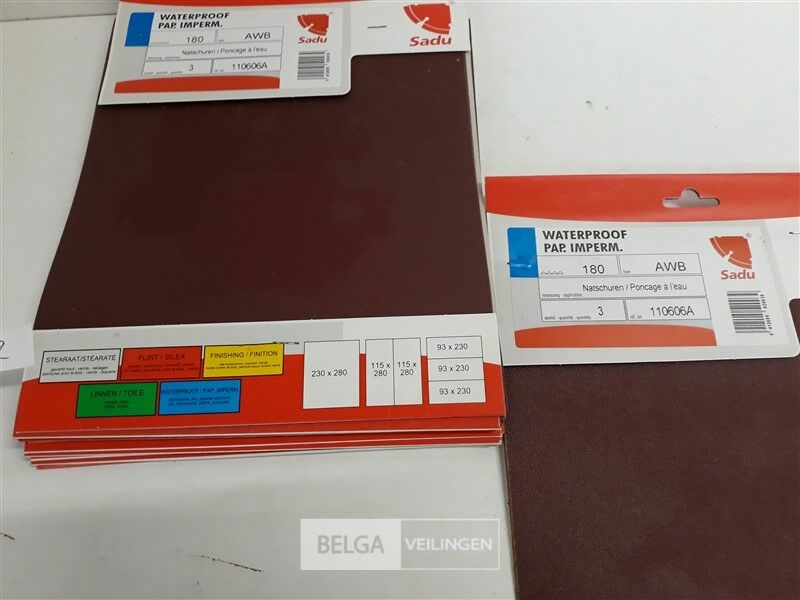 WATERPROOF
PAP. IMPERM.
180 AWB
Natschuren / Ponçage à l'eau
3 110606A
Sadu
Sadu
WATERPROOF
PAP. IMPERM.
180 AWB
Natschuren / Poncage à l'eau
3 110606A
Sadu
STEARAAT/STEARATE
FLINT / SILEX
FINISHING / FINITION
LINNEN / TOILE
WATERPROOF / PAP. IMPERM
230 x 280
115 x 280
115 x 280
93 x 230
93 x 230
93 x 230
BELGA VEILINGEN